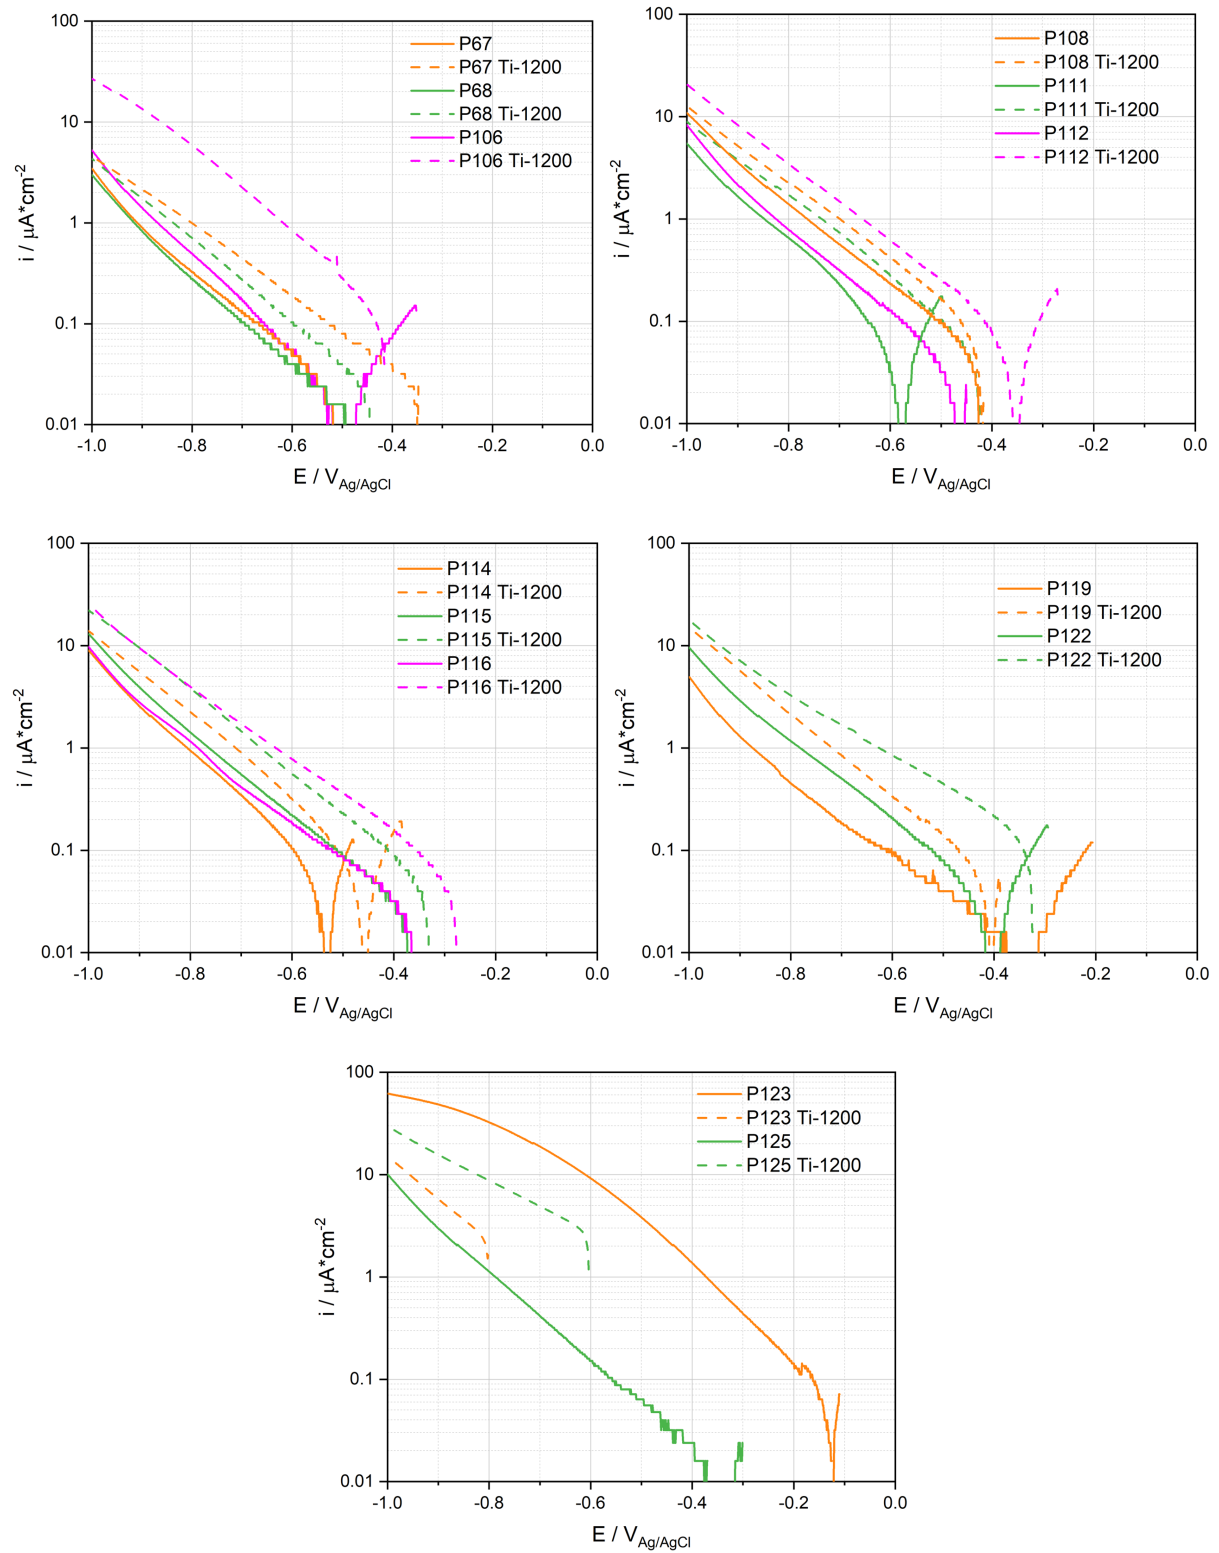 100
10
1
0.1
0.01
i / μA*cm-2
P67
P67 Ti-1200
P68
P68 Ti-1200
P106
P106 Ti-1200
-1.0 -0.8 -0.6 -0.4 -0.2 0.0
E / VAg/AgCl
100
10
1
0.1
0.01
i / μA*cm-2
P108
P108 Ti-1200
P111
P111 Ti-1200
P112
P112 Ti-1200
-1.0 -0.8 -0.6 -0.4 -0.2 0.0
E / VAg/AgCl
100
10
1
0.1
0.01
i / μA*cm-2
P114
P114 Ti-1200
P115
P115 Ti-1200
P116
P116 Ti-1200
-1.0 -0.8 -0.6 -0.4 -0.2 0.0
E / VAg/AgCl
100
10
1
0.1
0.01
i / μA*cm-2
P119
P119 Ti-1200
P122
P122 Ti-1200
-1.0 -0.8 -0.6 -0.4 -0.2 0.0
E / VAg/AgCl
100
10
1
0.1
0.01
i / μA*cm-2
P123
P123 Ti-1200
P125
P125 Ti-1200
-1.0 -0.8 -0.6 -0.4 -0.2 0.0
E / VAg/AgCl